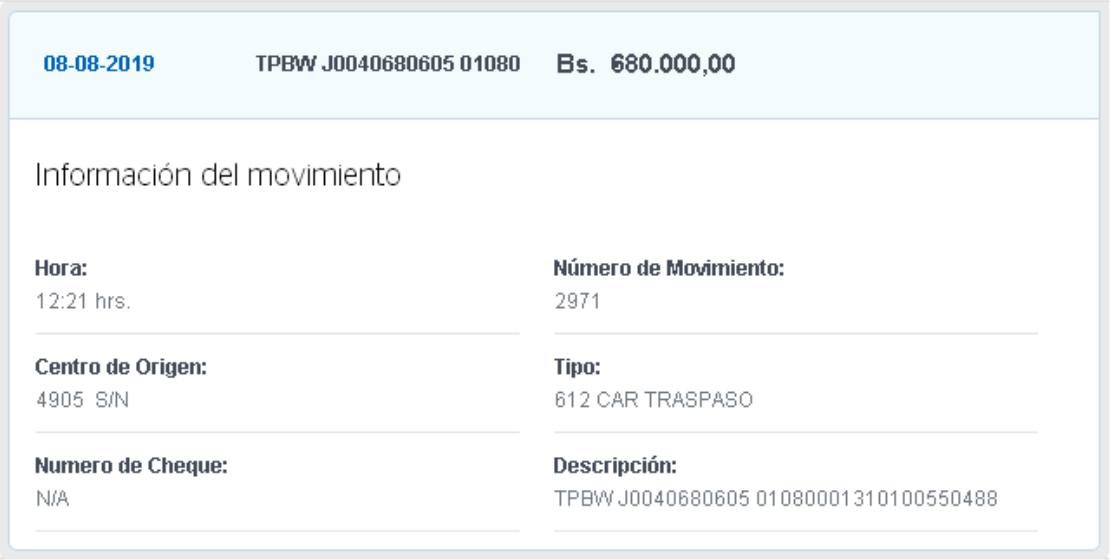 08-08-2019 TPBW J0040680605 01080 Bs. 680.000,00
Información del movimiento
Hora: Número de Movimiento:
12:21 hrs. 2971
Centro de Origen: Tipo:
4905 S/N 612 CAR TRASPASO
Numero de Cheque: Descripción:
N/A TPBW J0040680605 01080001310100550488